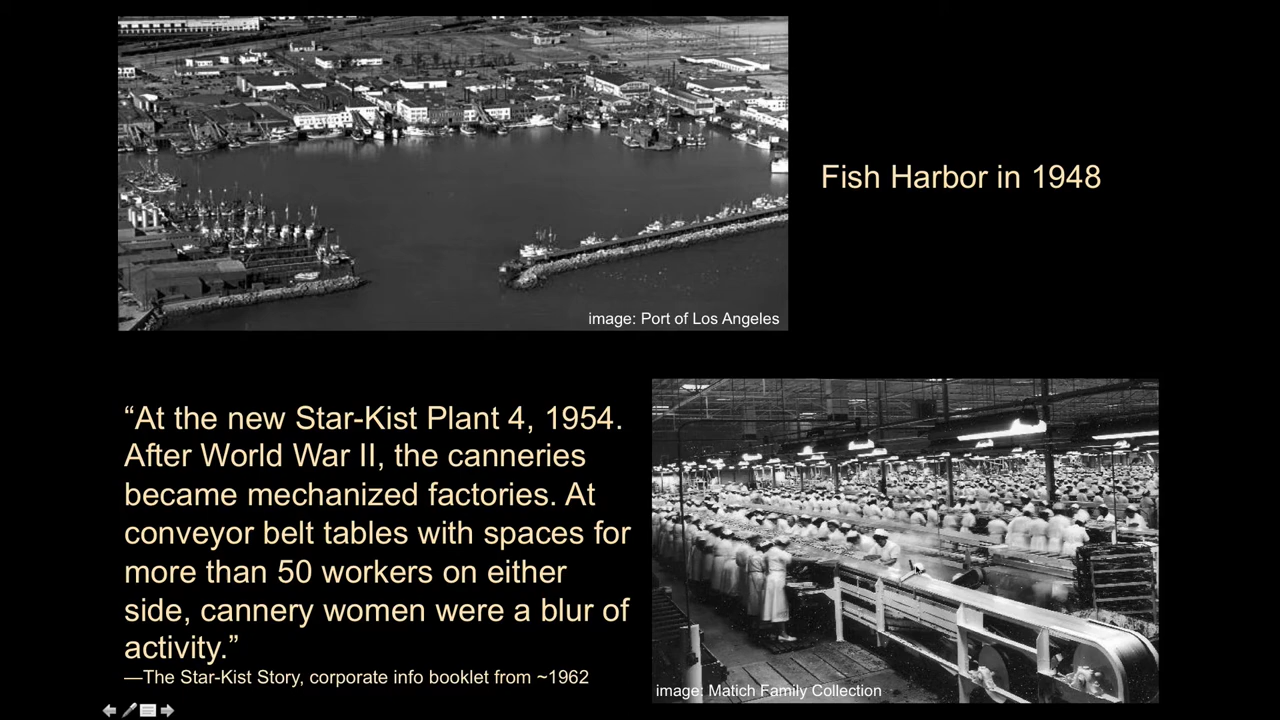 Fish Harbor in 1948
image: Port of Los Angeles
“At the new Star-Kist Plant 4, 1954.
After World War II, the canneries
became mechanized factories. At
conveyor belt tables with spaces for
more than 50 workers on either
side, cannery women were a blur of
activity.”
—The Star-Kist Story, corporate info booklet from ~1962
image: Matich Family Collection